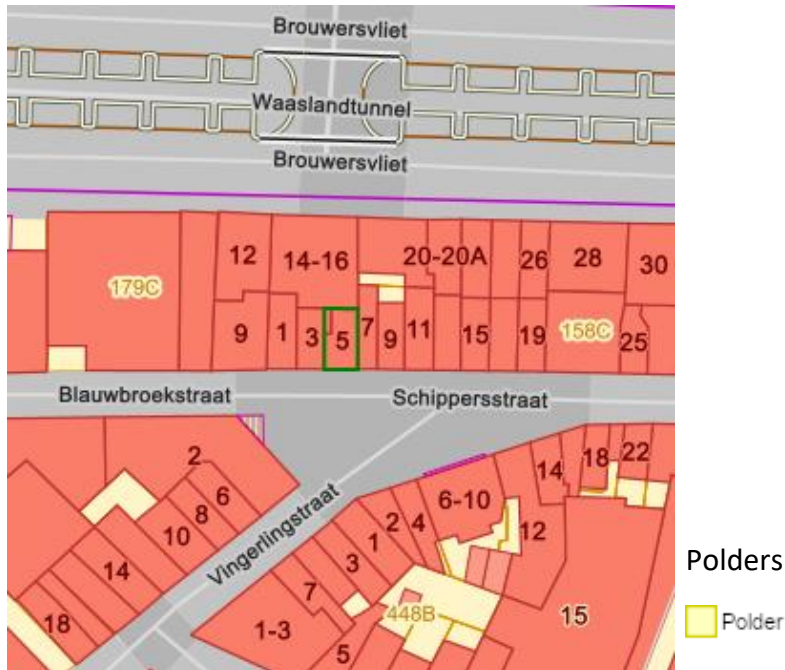 Brouwersvliet
Waaslandtunnel
Brouwersvliet
12 14-16 20-20A 26 28 30
179C
9 1 3 5 7 9 11 15 19 158C 25
Blauwbroekstraat Schippersstraat
2 14 18 22
6 6-10
8 2 4 12
10 1
Vingerlingstraat
14 3
7 448B 15
18 1-3
5
Polders
Polder